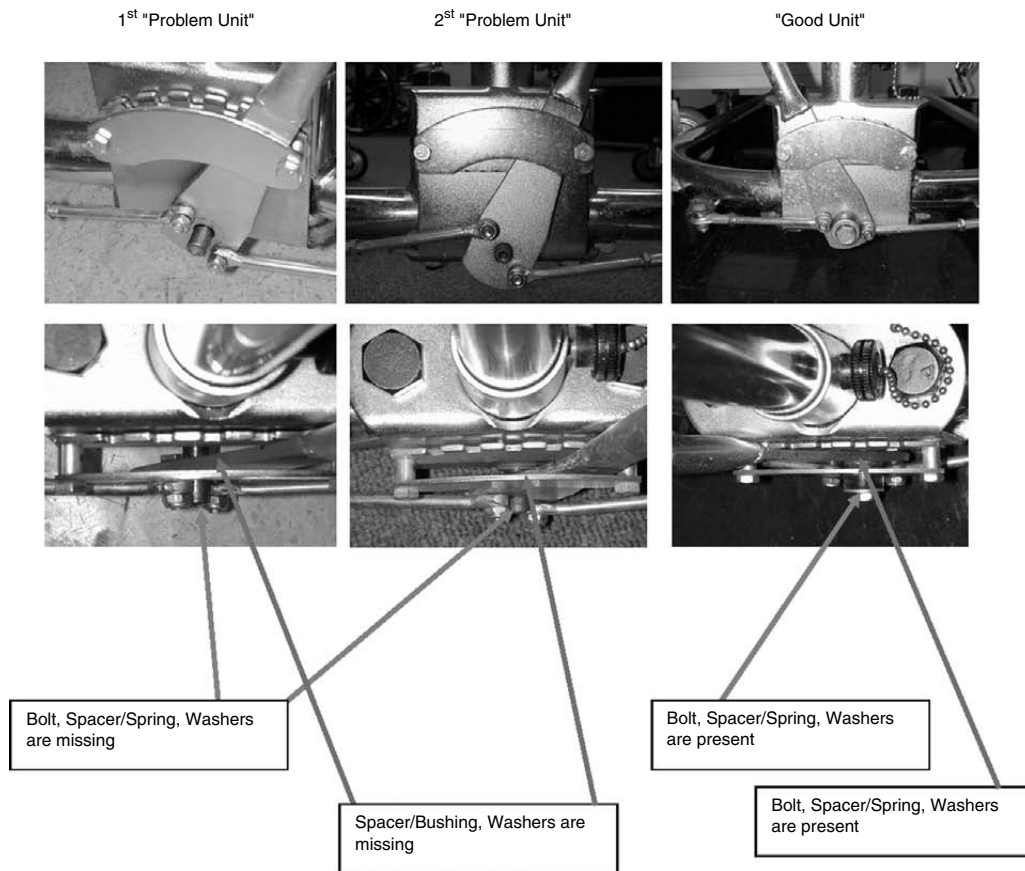 1st "Problem Unit"
2st "Problem Unit"
"Good Unit"
Bolt, Spacer/Spring, Washers
are missing
Spacer/Bushing, Washers are
missing
Bolt, Spacer/Spring, Washers
are present
Bolt, Spacer/Spring, Washers
are present